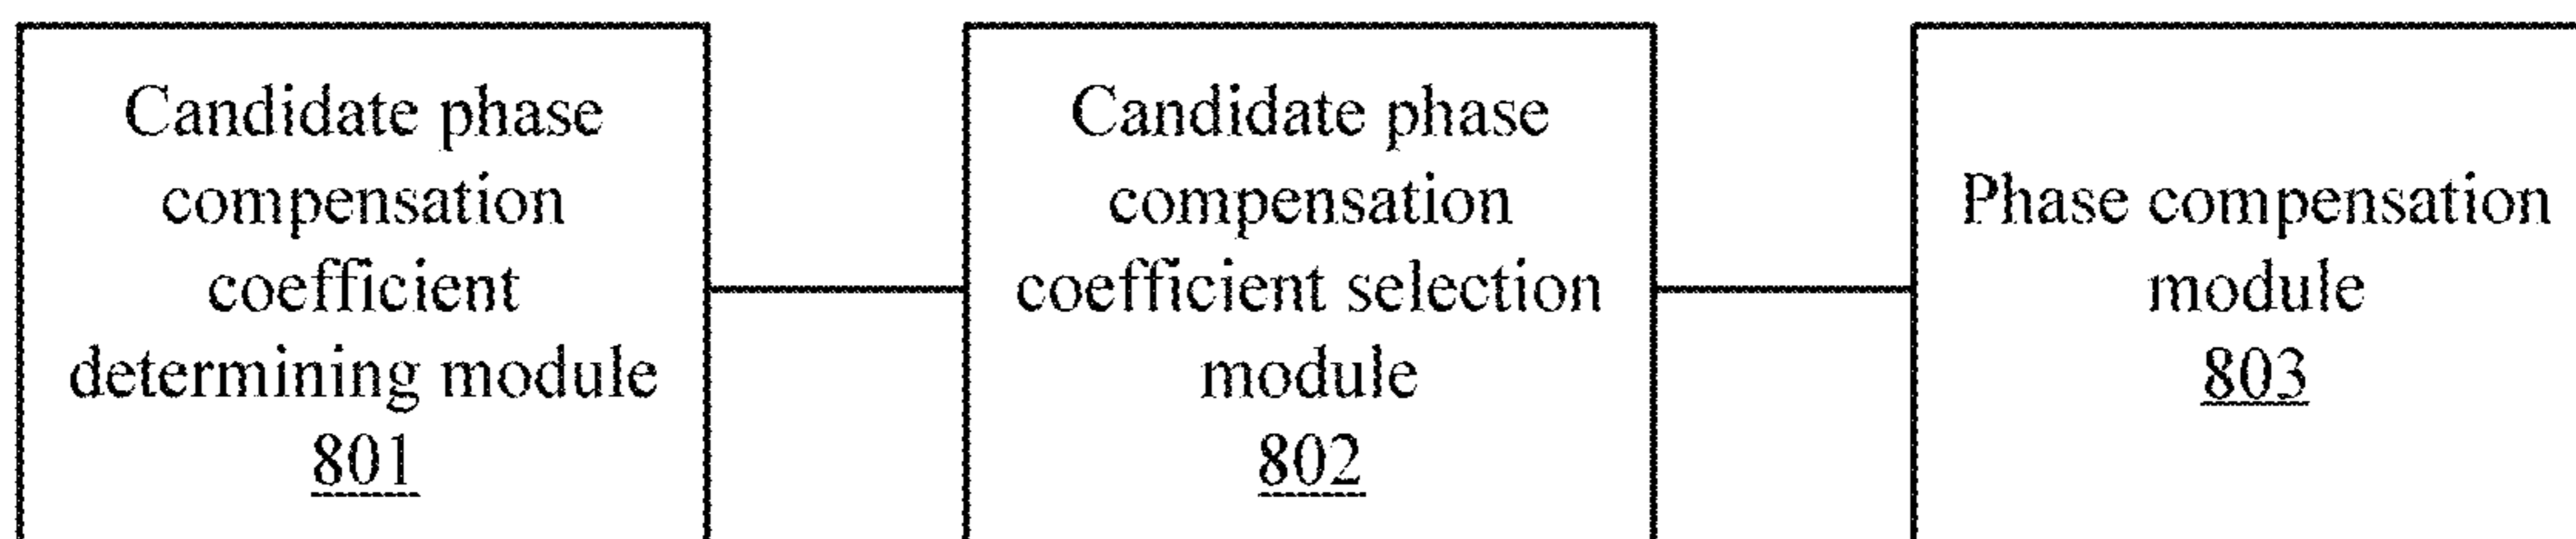 Candidate phase
compensation
coefficient
determining module
801
Candidate phase
compensation
coefficient selection
module
802
Phase compensation
module
803